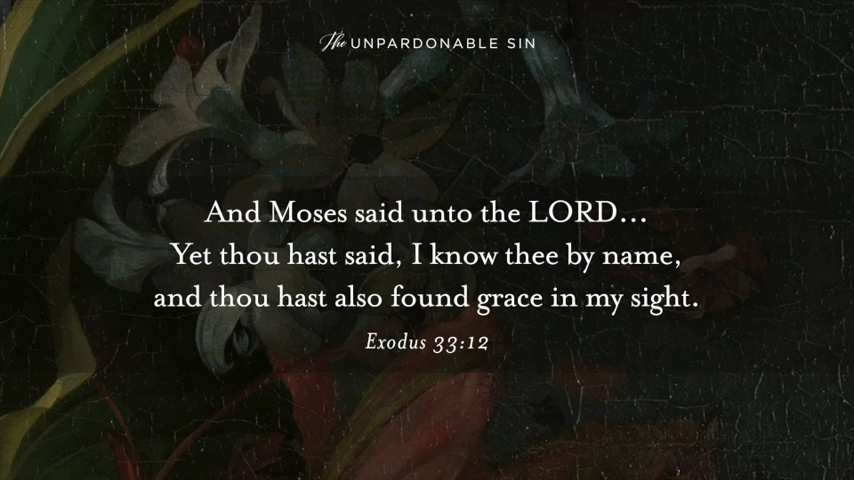 The UNPARDONABLE SIN
And Moses said unto the LORD...
Yet thou hast said, I know thee by name,
and thou hast also found grace in my sight.
Exodus 33:12